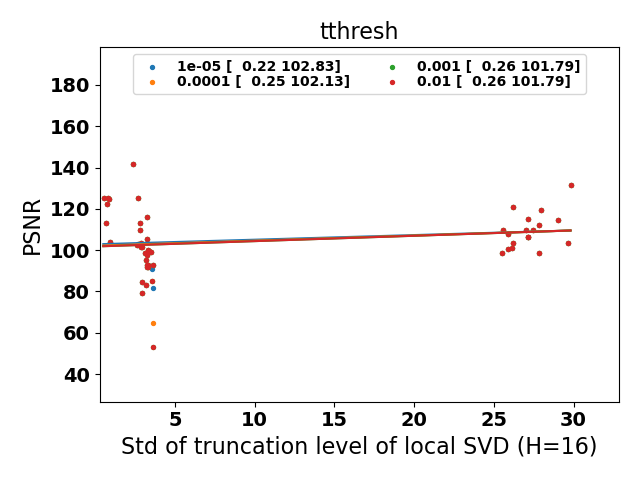 tthresh
1e-05 [  0.22 102.83]
0.0001 [  0.25 102.13]
0.001 [  0.26 101.79]
0.01 [  0.26 101.79]
PSNR
180
160
140
120
100
80
60
40
5 10 15 20 25 30
Std of truncation level of local SVD (H=16)